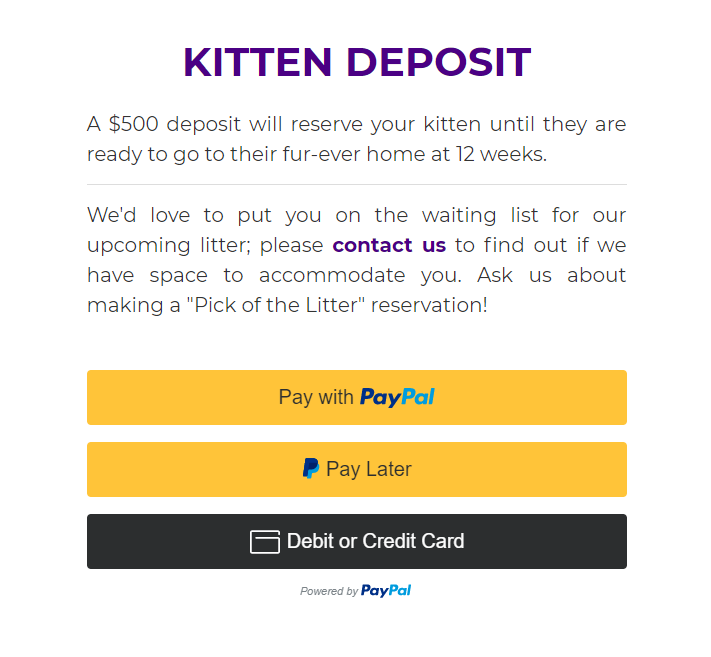 KITTEN DEPOSIT
A $500 deposit will reserve your kitten until they are
ready to go to their fur-ever home at 12 weeks.
We'd love to put you on the waiting list for our
upcoming litter; please contact us to find out if we
have space to accommodate you. Ask us about
making a "Pick of the Litter" reservation!
Pay with PayPal
Pay Later
Debit or Credit Card
Powered by PayPal